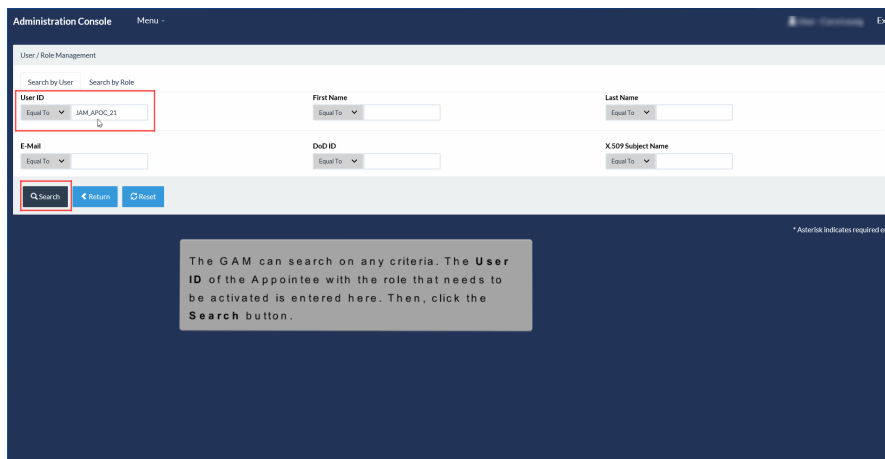 Administration Console Menu
User / Role Management
Search by User Search by Role
User ID First Name Last Name
Equal To JAM_APOC_21 Equal To Equal To
E-Mail DoD ID X.509 Subject Name
Equal To Equal To Equal To
Search Return Reset
* Asterisk indicates required
The GAM can search on any criteria. The User
ID of the Appointee with the role that needs to
be activated is entered here. Then, click the
Search button.